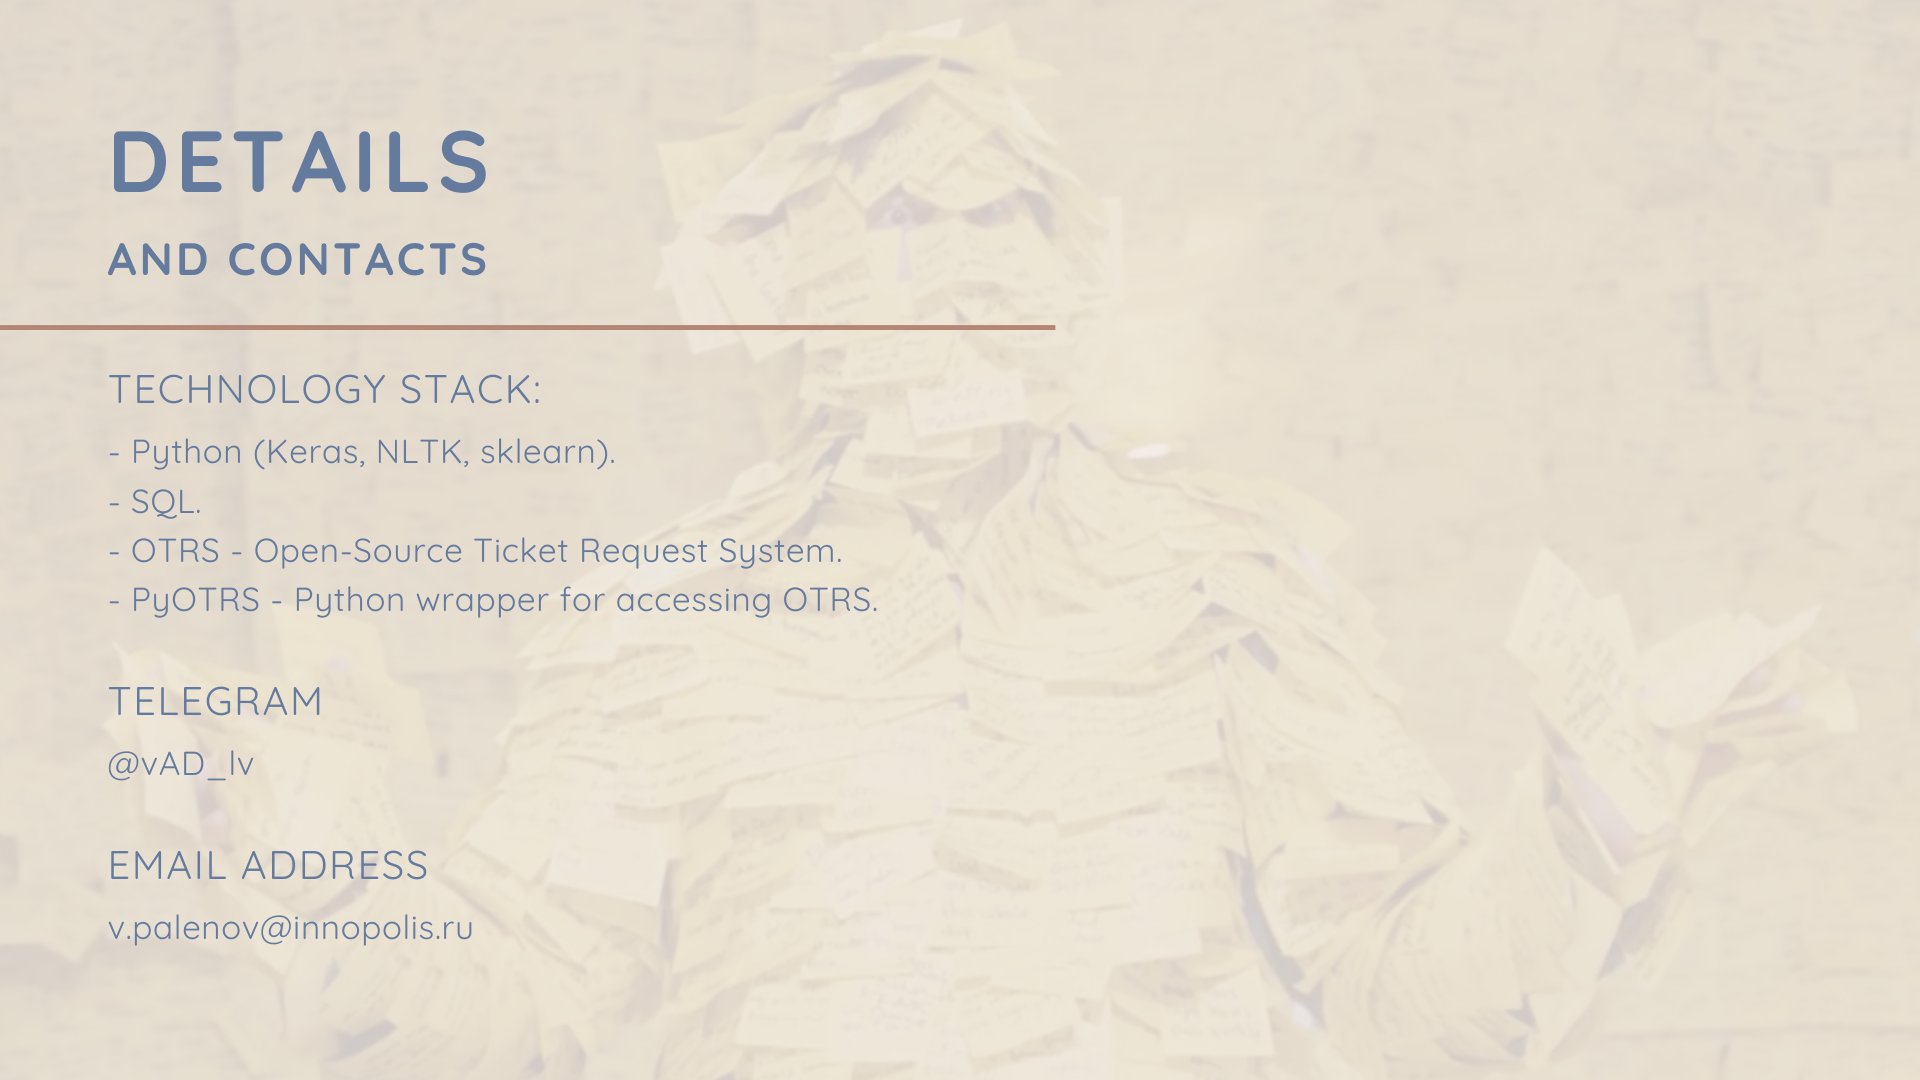 DETAILS
AND CONTACTS
TECHNOLOGY STACK:
- Python (Keras, NLTK, sklearn).
- SQL.
- OTRS - Open-Source Ticket Request System.
- PyOTRS - Python wrapper for accessing OTRS.
TELEGRAM
@vAD_lv
EMAIL ADDRESS
v.palenov@innopolis.ru